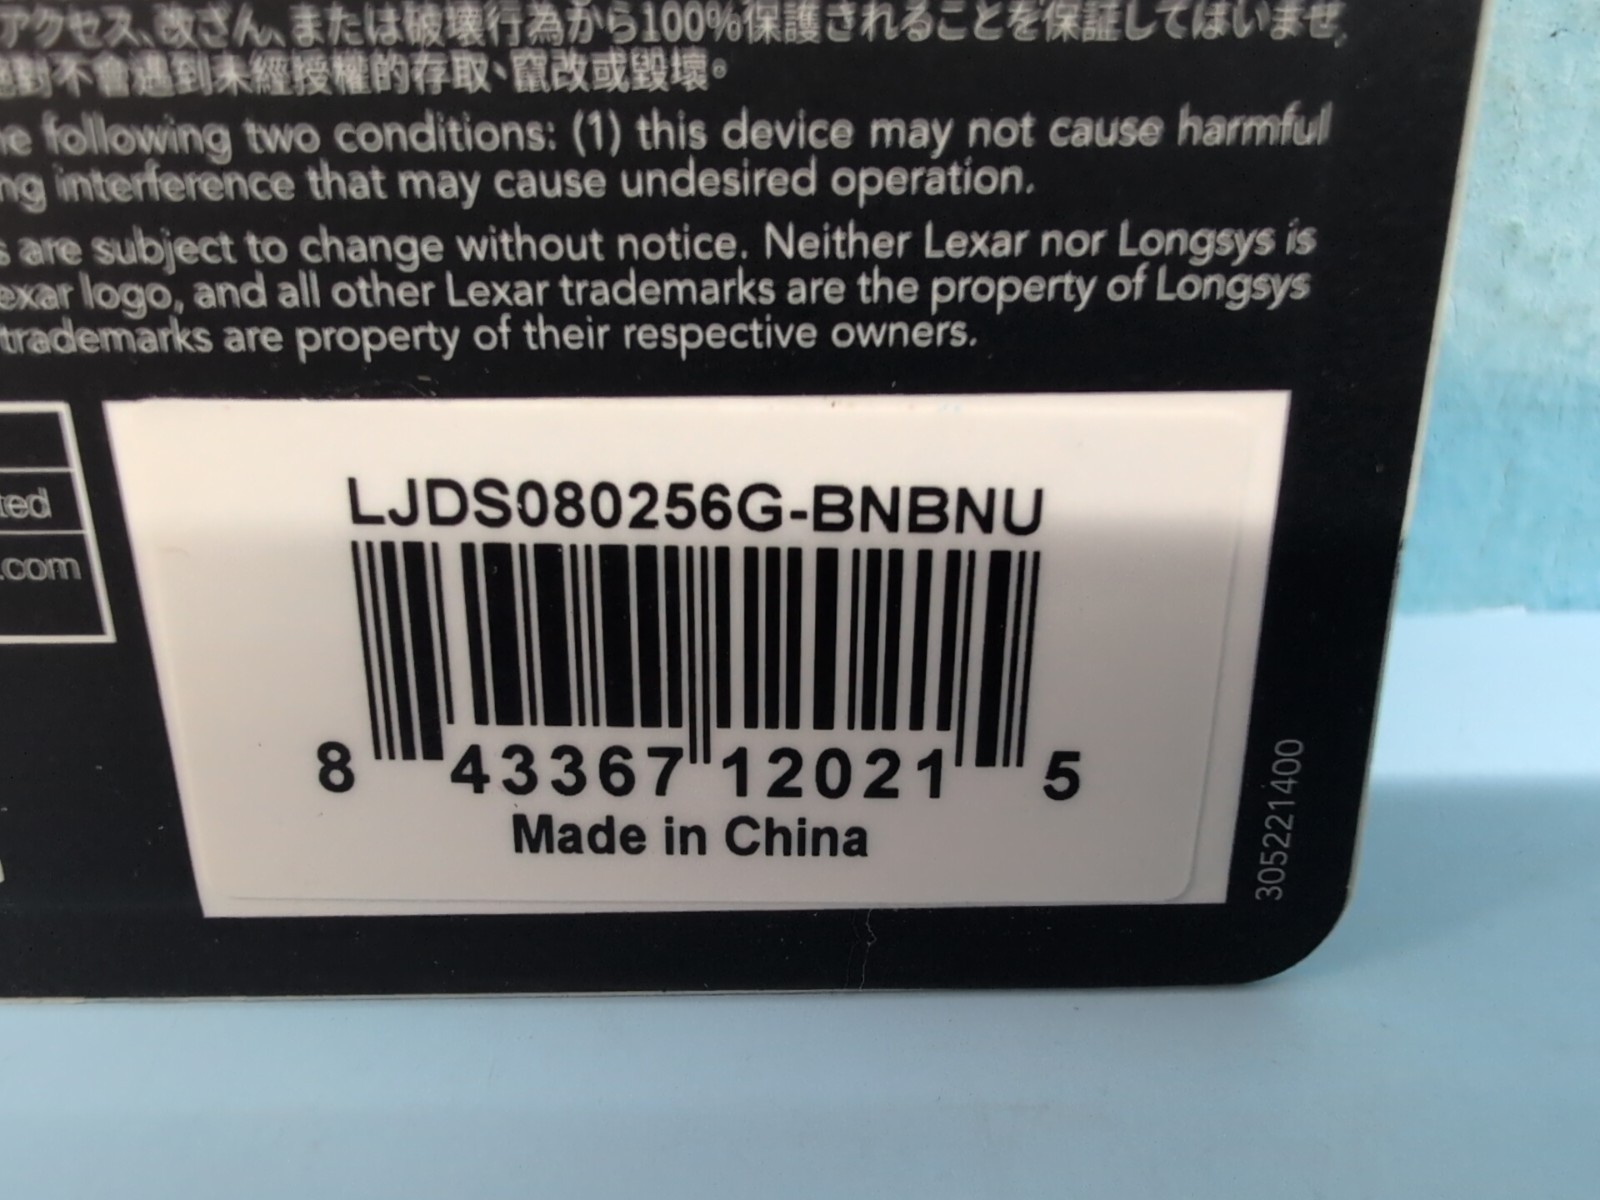 アクセス、改ざん、または破壊行為から100%保護されることを保証してはいませ
對不會遇到未經授權的存取、竄改或毀壞。
following two conditions: (1) this device may not cause harmful
interference that may cause undesired operation.
are subject to change without notice. Neither Lexar nor Longsys is
exar logo, and all other Lexar trademarks are the property of Longsys
trademarks are property of their respective owners.
ted
.com
LJDS080256G-BNBNU
8 43367 12021 5
Made in China
305221400